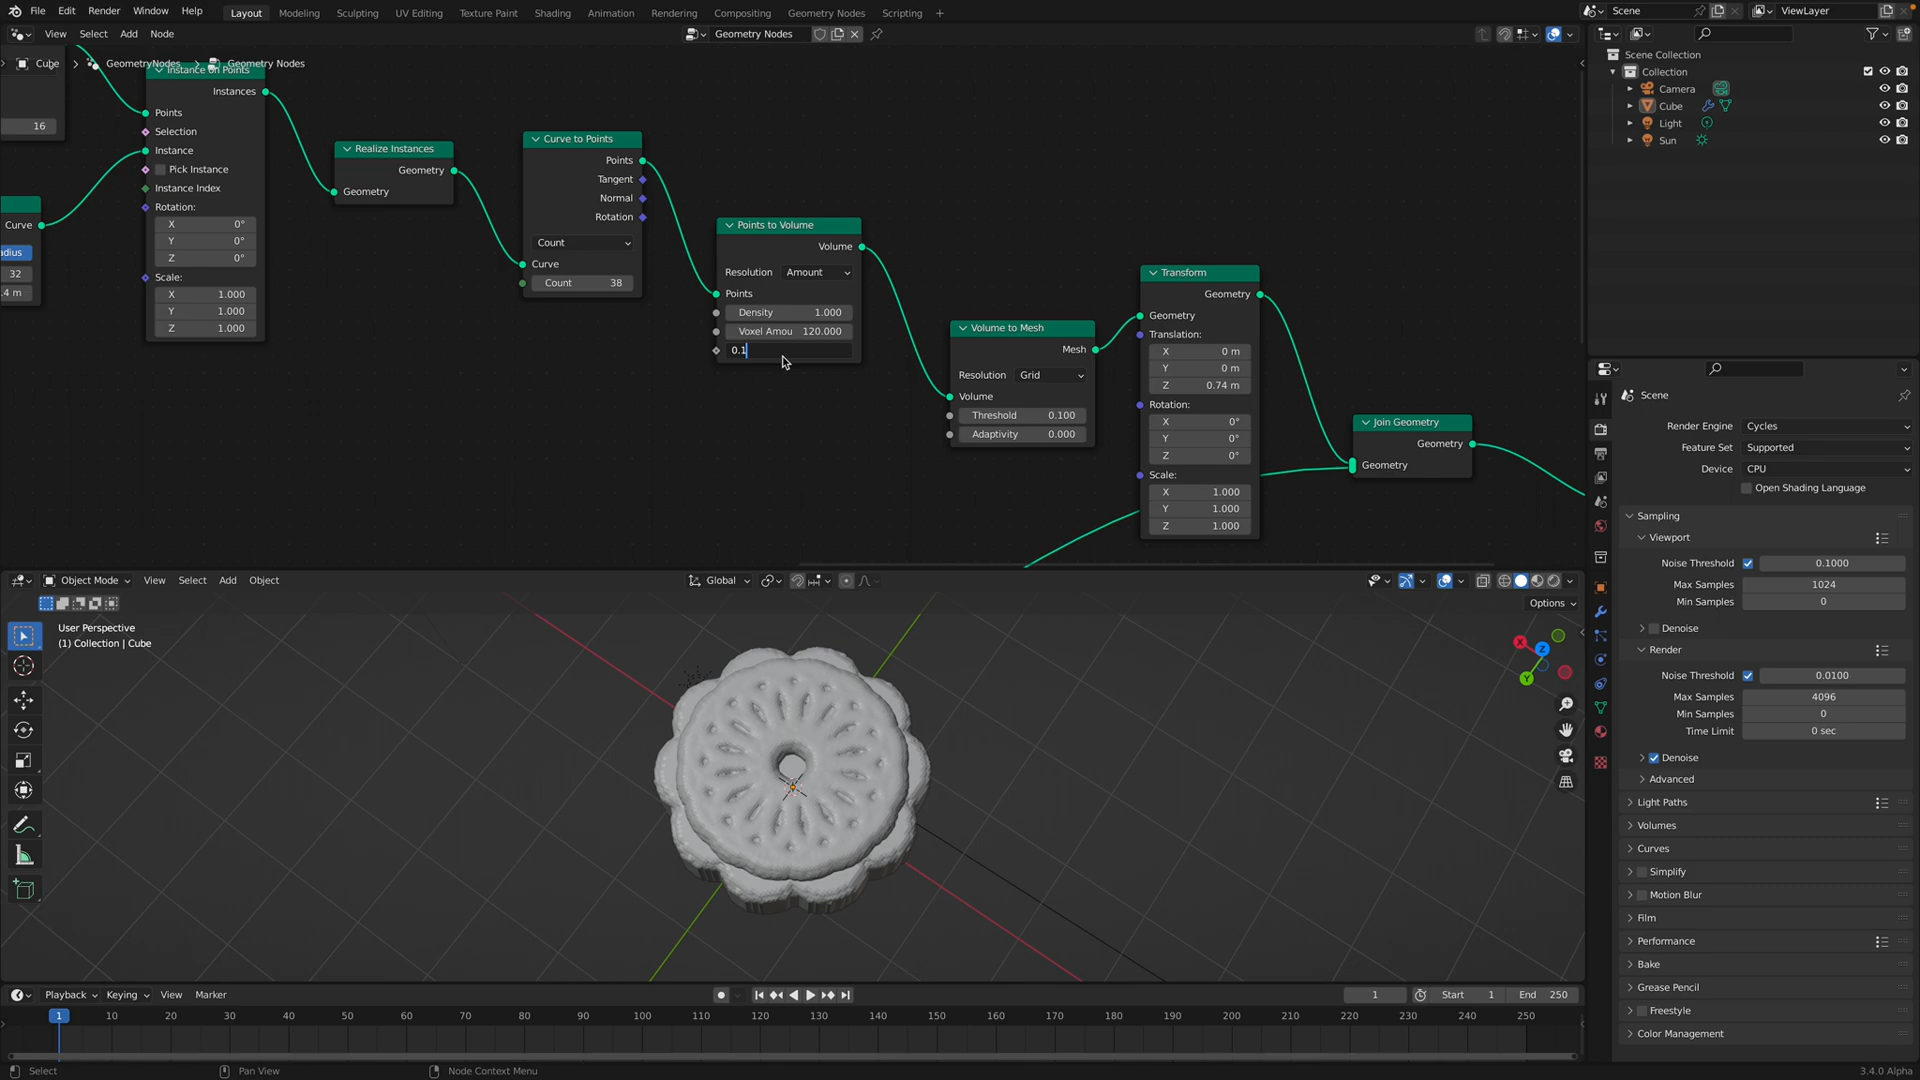 File Edit Render Window Help
Layout Modeling Sculpting UV Editing Texture Paint Shading Animation Rendering Compositing Geometry Nodes Scripting +
Scene
ViewLayer
View Select Add Node
Geometry Nodes
Cube > GeometryNodes > Geometry Nodes
Scene Collection
Collection
Camera
Cube
Light
Sun
16
Curve
adius
32
.4 m
Instance on Points
Instances
Points
Selection
Instance
Pick Instance
Instance Index
Rotation:
X 0°
Y 0°
Z 0°
Scale:
X 1.000
Y 1.000
Z 1.000
Realize Instances
Geometry
Geometry
Curve to Points
Points
Tangent
Normal
Rotation
Count
Curve
Count 38
Points to Volume
Volume
Resolution Amount
Points
Density 1.000
Voxel Amou 120.000
0.1
Volume to Mesh
Mesh
Resolution Grid
Volume
Threshold 0.100
Adaptivity 0.000
Transform
Geometry
Geometry
Translation:
X 0 m
Y 0 m
Z 0.74 m
Rotation:
X 0°
Y 0°
Z 0°
Scale:
X 1.000
Y 1.000
Z 1.000
Join Geometry
Geometry
Geometry
Scene
Render Engine Cycles
Feature Set Supported
Device CPU
Open Shading Language
Sampling
Viewport
Noise Threshold 0.1000
Max Samples 1024
Min Samples 0
Denoise
Render
Noise Threshold 0.0100
Max Samples 4096
Min Samples 0
Time Limit 0 sec
Denoise
Advanced
Light Paths
Volumes
Curves
Simplify
Motion Blur
Film
Performance
Bake
Grease Pencil
Freestyle
Color Management
Object Mode View Select Add Object
Global
Options
User Perspective
(1) Collection | Cube
X
Z
Y
Playback Keying View Marker
1
Start 1
End 250
1 10 20 30 40 50 60 70 80 90 100 110 120 130 140 150 160 170 180 190 200 210 220 230 240 250
Select
Pan View
Node Context Menu
3.4.0 Alpha